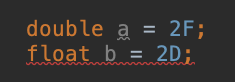 double a = 2F;
float b = 2D;